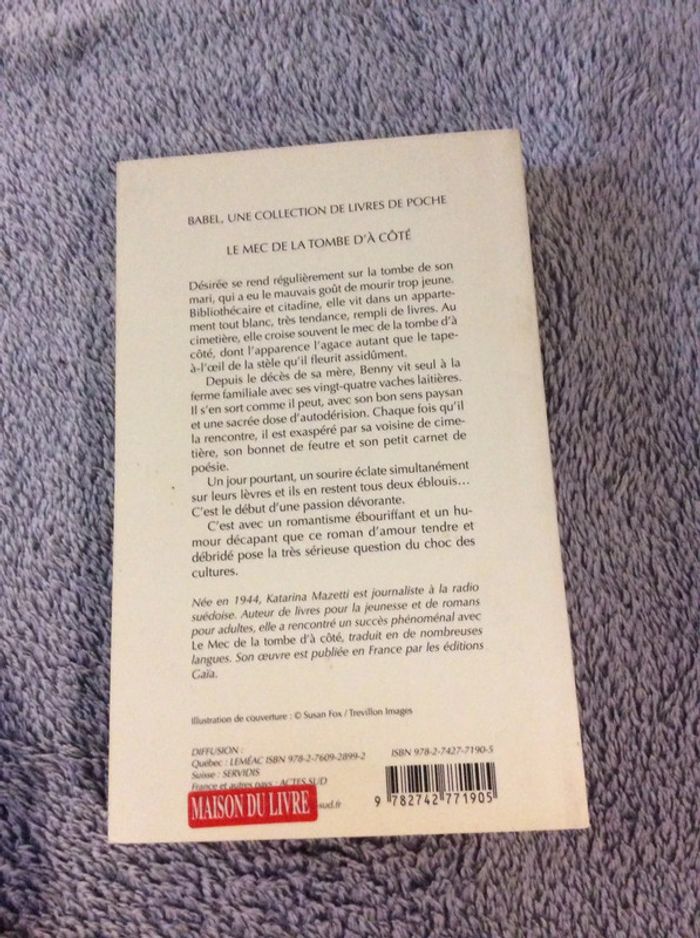 BABEL, UNE COLLECTION DE LIVRES DE POCHE
LE MEC DE LA TOMBE D'À CÔTÉ
Désirée se rend régulièrement sur la tombe de son
mari, qui a eu le mauvais goût de mourir trop jeune.
Bibliothécaire et citadine, elle vit dans un apparte-
ment tout blanc, très tendance, rempli de livres. Au
cimetière, elle croise souvent le mec de la tombe d'à
côté, dont l'apparence l'agace autant que le tape-
à-l'œil de la stèle qu'il fleurit assidûment.
Depuis le décès de sa mère, Benny vit seul à la
ferme familiale avec ses vingt-quatre vaches laitières.
Il s'en sort comme il peut, avec son bon sens paysan
et une sacrée dose d'autodérision. Chaque fois qu'il
la rencontre, il est exaspéré par sa voisine de cime-
tière, son bonnet de feutre et son petit carnet de
poésie.
Un jour pourtant, un sourire éclate simultanément
sur leurs lèvres et ils en restent tous deux éblouis...
C'est le début d'une passion dévorante.
C'est avec un romantisme ébouriffant et un hu-
mour décapant que ce roman d'amour tendre et
débridé pose la très sérieuse question du choc des
cultures.
Née en 1944, Katarina Mazetti est journaliste à la radio
suédoise. Auteur de livres pour la jeunesse et de romans
pour adultes, elle a rencontré un succès phénoménal avec
Le Mec de la tombe d'à côté, traduit en de nombreuses
langues. Son œuvre est publiée en France par les éditions
Gaïa.
Illustration de couverture : © Susan Fox / Trevillon Images
DIFFUSION :
Québec : LEMÉAC ISBN 978-2-7609-2899-2
Suisse : SERVIDIS
France et autres pays : ACTES SUD
sud.fr
MAISON DU LIVRE
ISBN 978-2-7427-7190-5
9 782742 771905